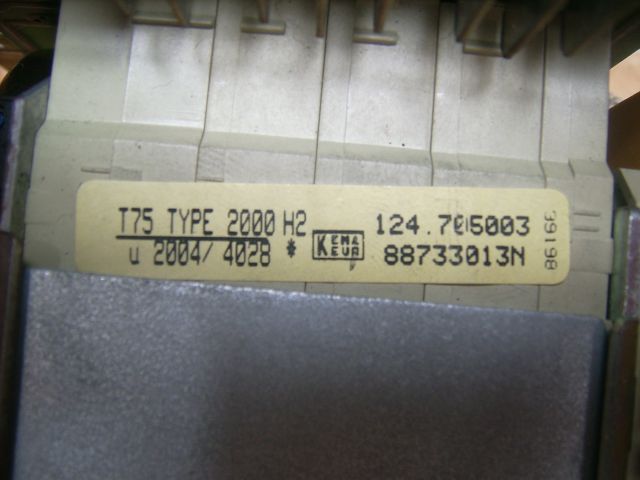 T75 TYPE 2000 H2 124.705003
u 2004/ 4028 * KEMA KEUR 88733013N
39198